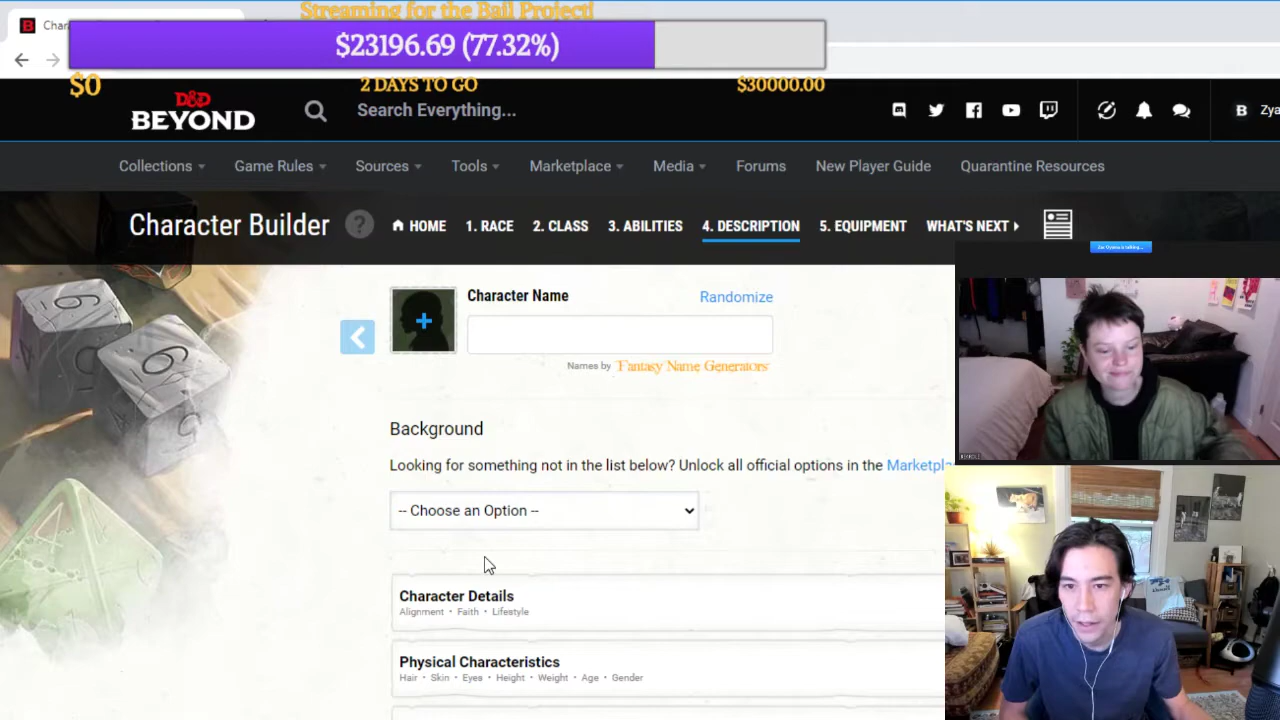 Streaming for the Bail Project!
Char
$23196.69 (77.32%)
$0
2 DAYS TO GO
$30000.00
D&D
BEYOND
Search Everything...
B
Zya
Collections
Game Rules
Sources
Tools
Marketplace
Media
Forums
New Player Guide
Quarantine Resources
Character Builder
?
HOME
1. RACE
2. CLASS
3. ABILITIES
4. DESCRIPTION
5. EQUIPMENT
WHAT'S NEXT
Character Name
Randomize
Names by Fantasy Name Generators
Background
Looking for something not in the list below? Unlock all official options in the Marketpla
-- Choose an Option --
Character Details
Alignment • Faith • Lifestyle
Physical Characteristics
Hair • Skin • Eyes • Height • Weight • Age • Gender